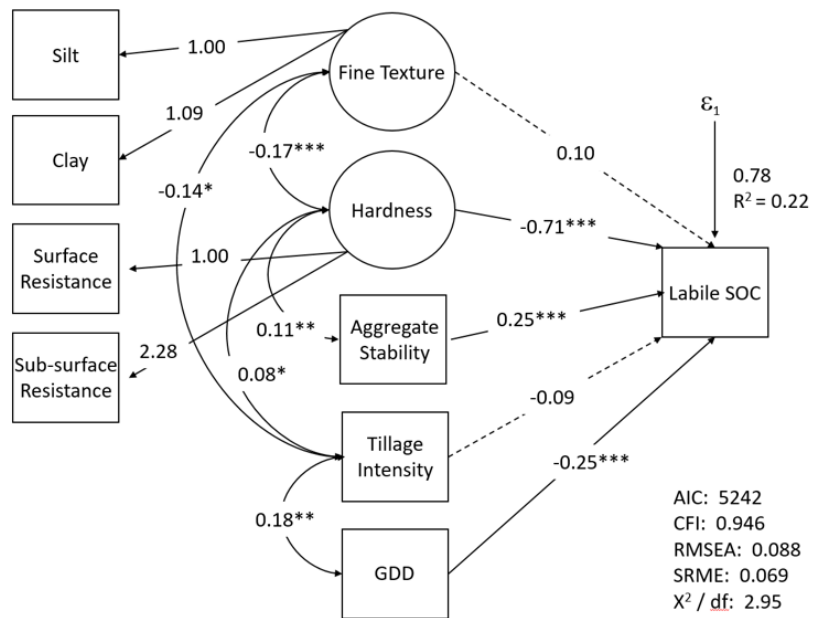 Silt
1.00
Fine Texture
1.09
Clay
-0.17***
0.10
ε1
0.78
R² = 0.22
-0.14*
Hardness
-0.71***
Surface
Resistance
1.00
Labile SOC
0.11**
Aggregate
Stability
0.25***
Sub-surface
Resistance
2.28
0.08*
-0.09
Tillage
Intensity
-0.25***
0.18**
GDD
AIC: 5242
CFI: 0.946
RMSEA: 0.088
SRME: 0.069
X² / df: 2.95